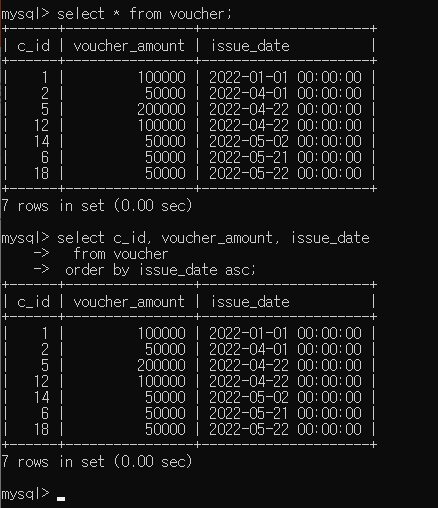 mysql> select * from voucher;
+------+----------------+---------------------+
| c_id | voucher_amount | issue_date          |
+------+----------------+---------------------+
|    1 |         100000 | 2022-01-01 00:00:00 |
|    2 |          50000 | 2022-04-01 00:00:00 |
|    5 |         200000 | 2022-04-22 00:00:00 |
|   12 |         100000 | 2022-04-22 00:00:00 |
|   14 |          50000 | 2022-05-02 00:00:00 |
|    6 |          50000 | 2022-05-21 00:00:00 |
|   18 |          50000 | 2022-05-22 00:00:00 |
+------+----------------+---------------------+
7 rows in set (0.00 sec)
mysql> select c_id, voucher_amount, issue_date
    ->   from voucher
    ->  order by issue_date asc;
+------+----------------+---------------------+
| c_id | voucher_amount | issue_date          |
+------+----------------+---------------------+
|    1 |         100000 | 2022-01-01 00:00:00 |
|    2 |          50000 | 2022-04-01 00:00:00 |
|    5 |         200000 | 2022-04-22 00:00:00 |
|   12 |         100000 | 2022-04-22 00:00:00 |
|   14 |          50000 | 2022-05-02 00:00:00 |
|    6 |          50000 | 2022-05-21 00:00:00 |
|   18 |          50000 | 2022-05-22 00:00:00 |
+------+----------------+---------------------+
7 rows in set (0.00 sec)
mysql>